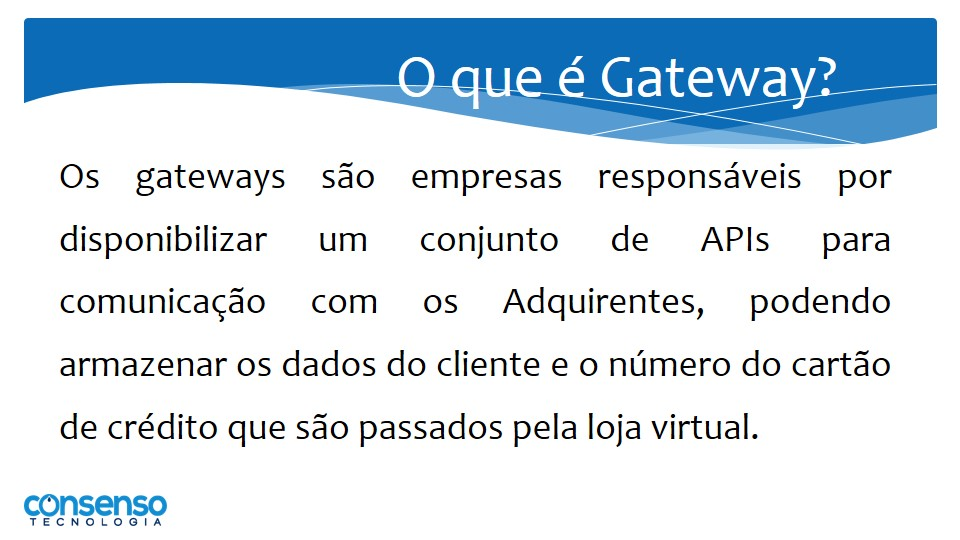 O que é Gateway?
Os gateways são empresas responsáveis por
disponibilizar um conjunto de APIs para
comunicação com os Adquirentes, podendo
armazenar os dados do cliente e o número do cartão
de crédito que são passados pela loja virtual.
consenso
TECNOLOGIA